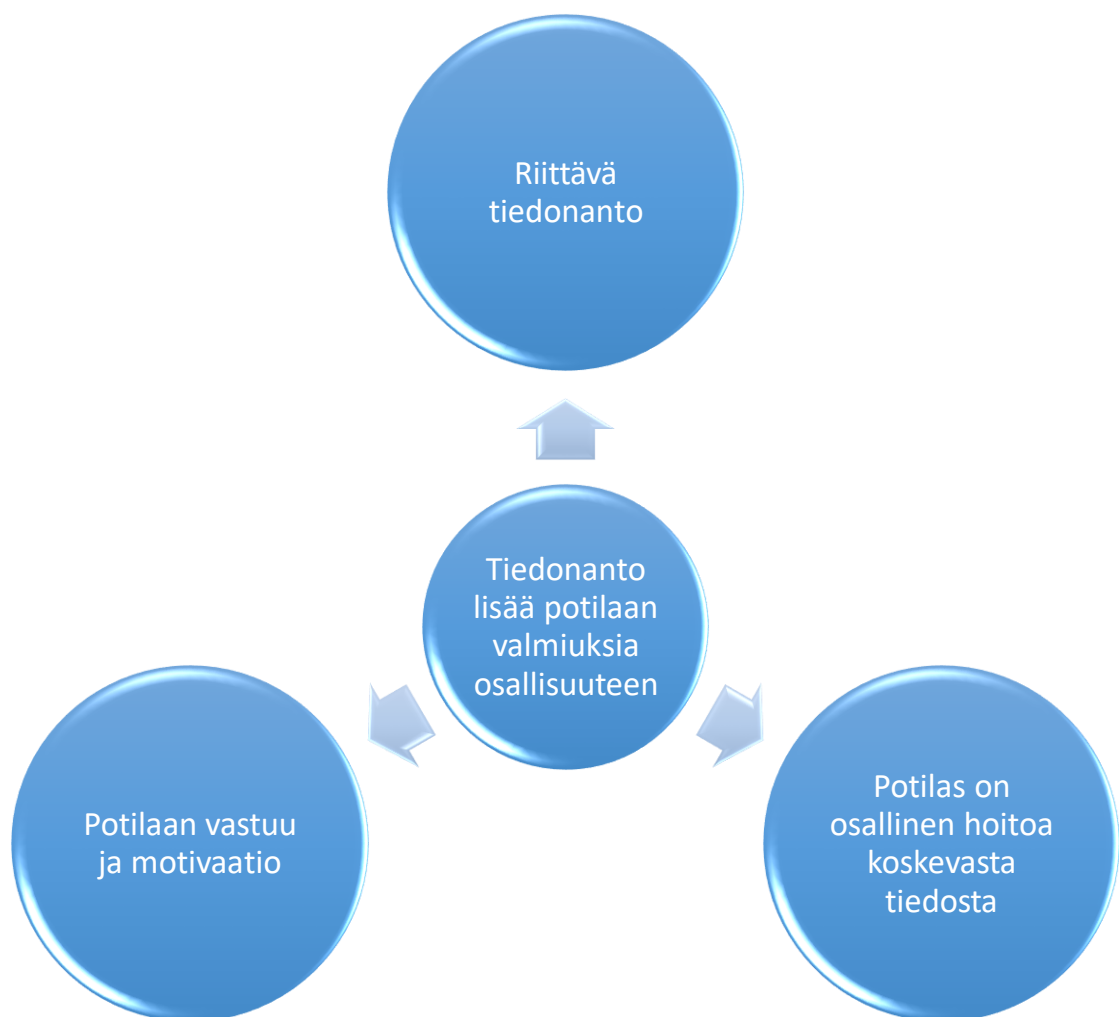 Riittävä
tiedonanto
Tiedonanto
lisää potilaan
valmiuksia
osallisuuteen
Potilaan vastuu
ja motivaatio
Potilas on
osallinen hoitoa
koskevasta
tiedosta